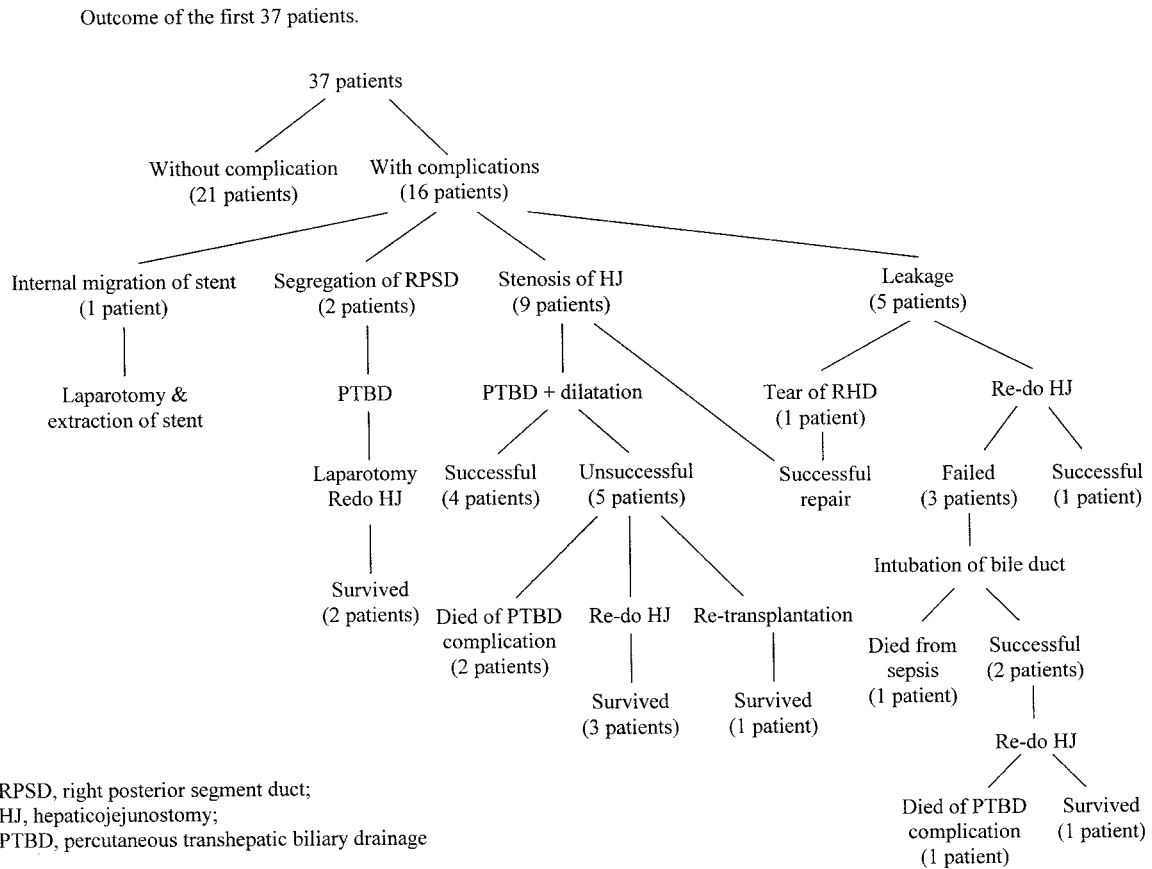 Outcome of the first 37 patients.
37 patients
Without complication
(21 patients)
With complications
(16 patients)
Internal migration of stent
(1 patient)
Segregation of RPSD
(2 patients)
Stenosis of HJ
(9 patients)
Leakage
(5 patients)
Laparotomy &
extraction of stent
PTBD
PTBD + dilatation
Tear of RHD
(1 patient)
Re-do HJ
Laparotomy
Redo HJ
Successful
(4 patients)
Unsuccessful
(5 patients)
Successful
repair
Failed
(3 patients)
Successful
(1 patient)
Intubation of bile duct
Survived
(2 patients)
Died of PTBD
complication
(2 patients)
Re-do HJ
Re-transplantation
Died from
sepsis
(1 patient)
Successful
(2 patients)
Survived
(3 patients)
Survived
(1 patient)
Re-do HJ
Died of PTBD
complication
(1 patient)
Survived
(1 patient)
RPSD, right posterior segment duct;
HJ, hepaticojejunostomy;
PTBD, percutaneous transhepatic biliary drainage